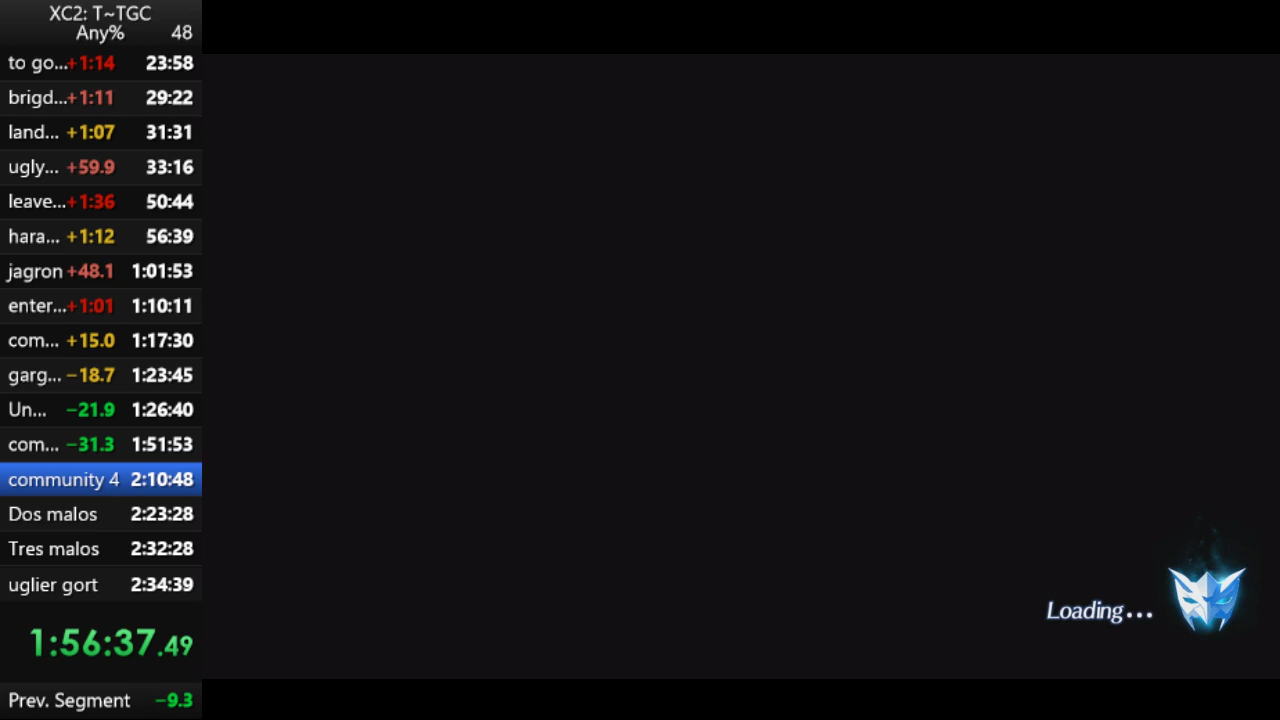 XC2: T~TGC
Any% 48
to go... +1:14 23:58
brigd... +1:11 29:22
land... +1:07 31:31
ugly... +59.9 33:16
leave... +1:36 50:44
hara... +1:12 56:39
jagron +48.1 1:01:53
enter... +1:01 1:10:11
com... +15.0 1:17:30
garg... −18.7 1:23:45
Un... −21.9 1:26:40
com... −31.3 1:51:53
community 4 2:10:48
Dos malos 2:23:28
Tres malos 2:32:28
uglier gort 2:34:39
Loading...
1:56:37.49
Prev. Segment −9.3